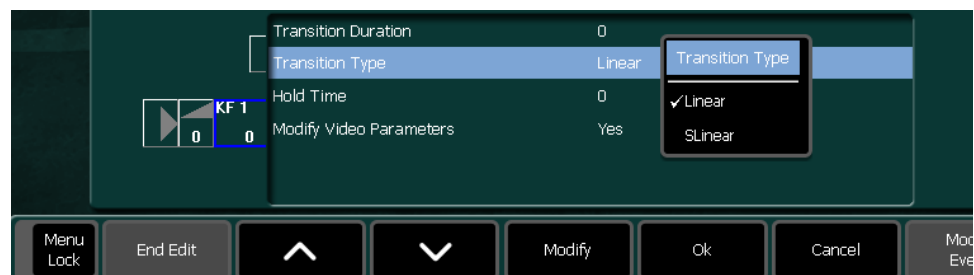 Transition Duration 0
Transition Type Linear
Hold Time 0
Modify Video Parameters Yes
Transition Type
✓Linear
SLinear
KF 1
0 0
Menu Lock
End Edit
Modify
Ok
Cancel